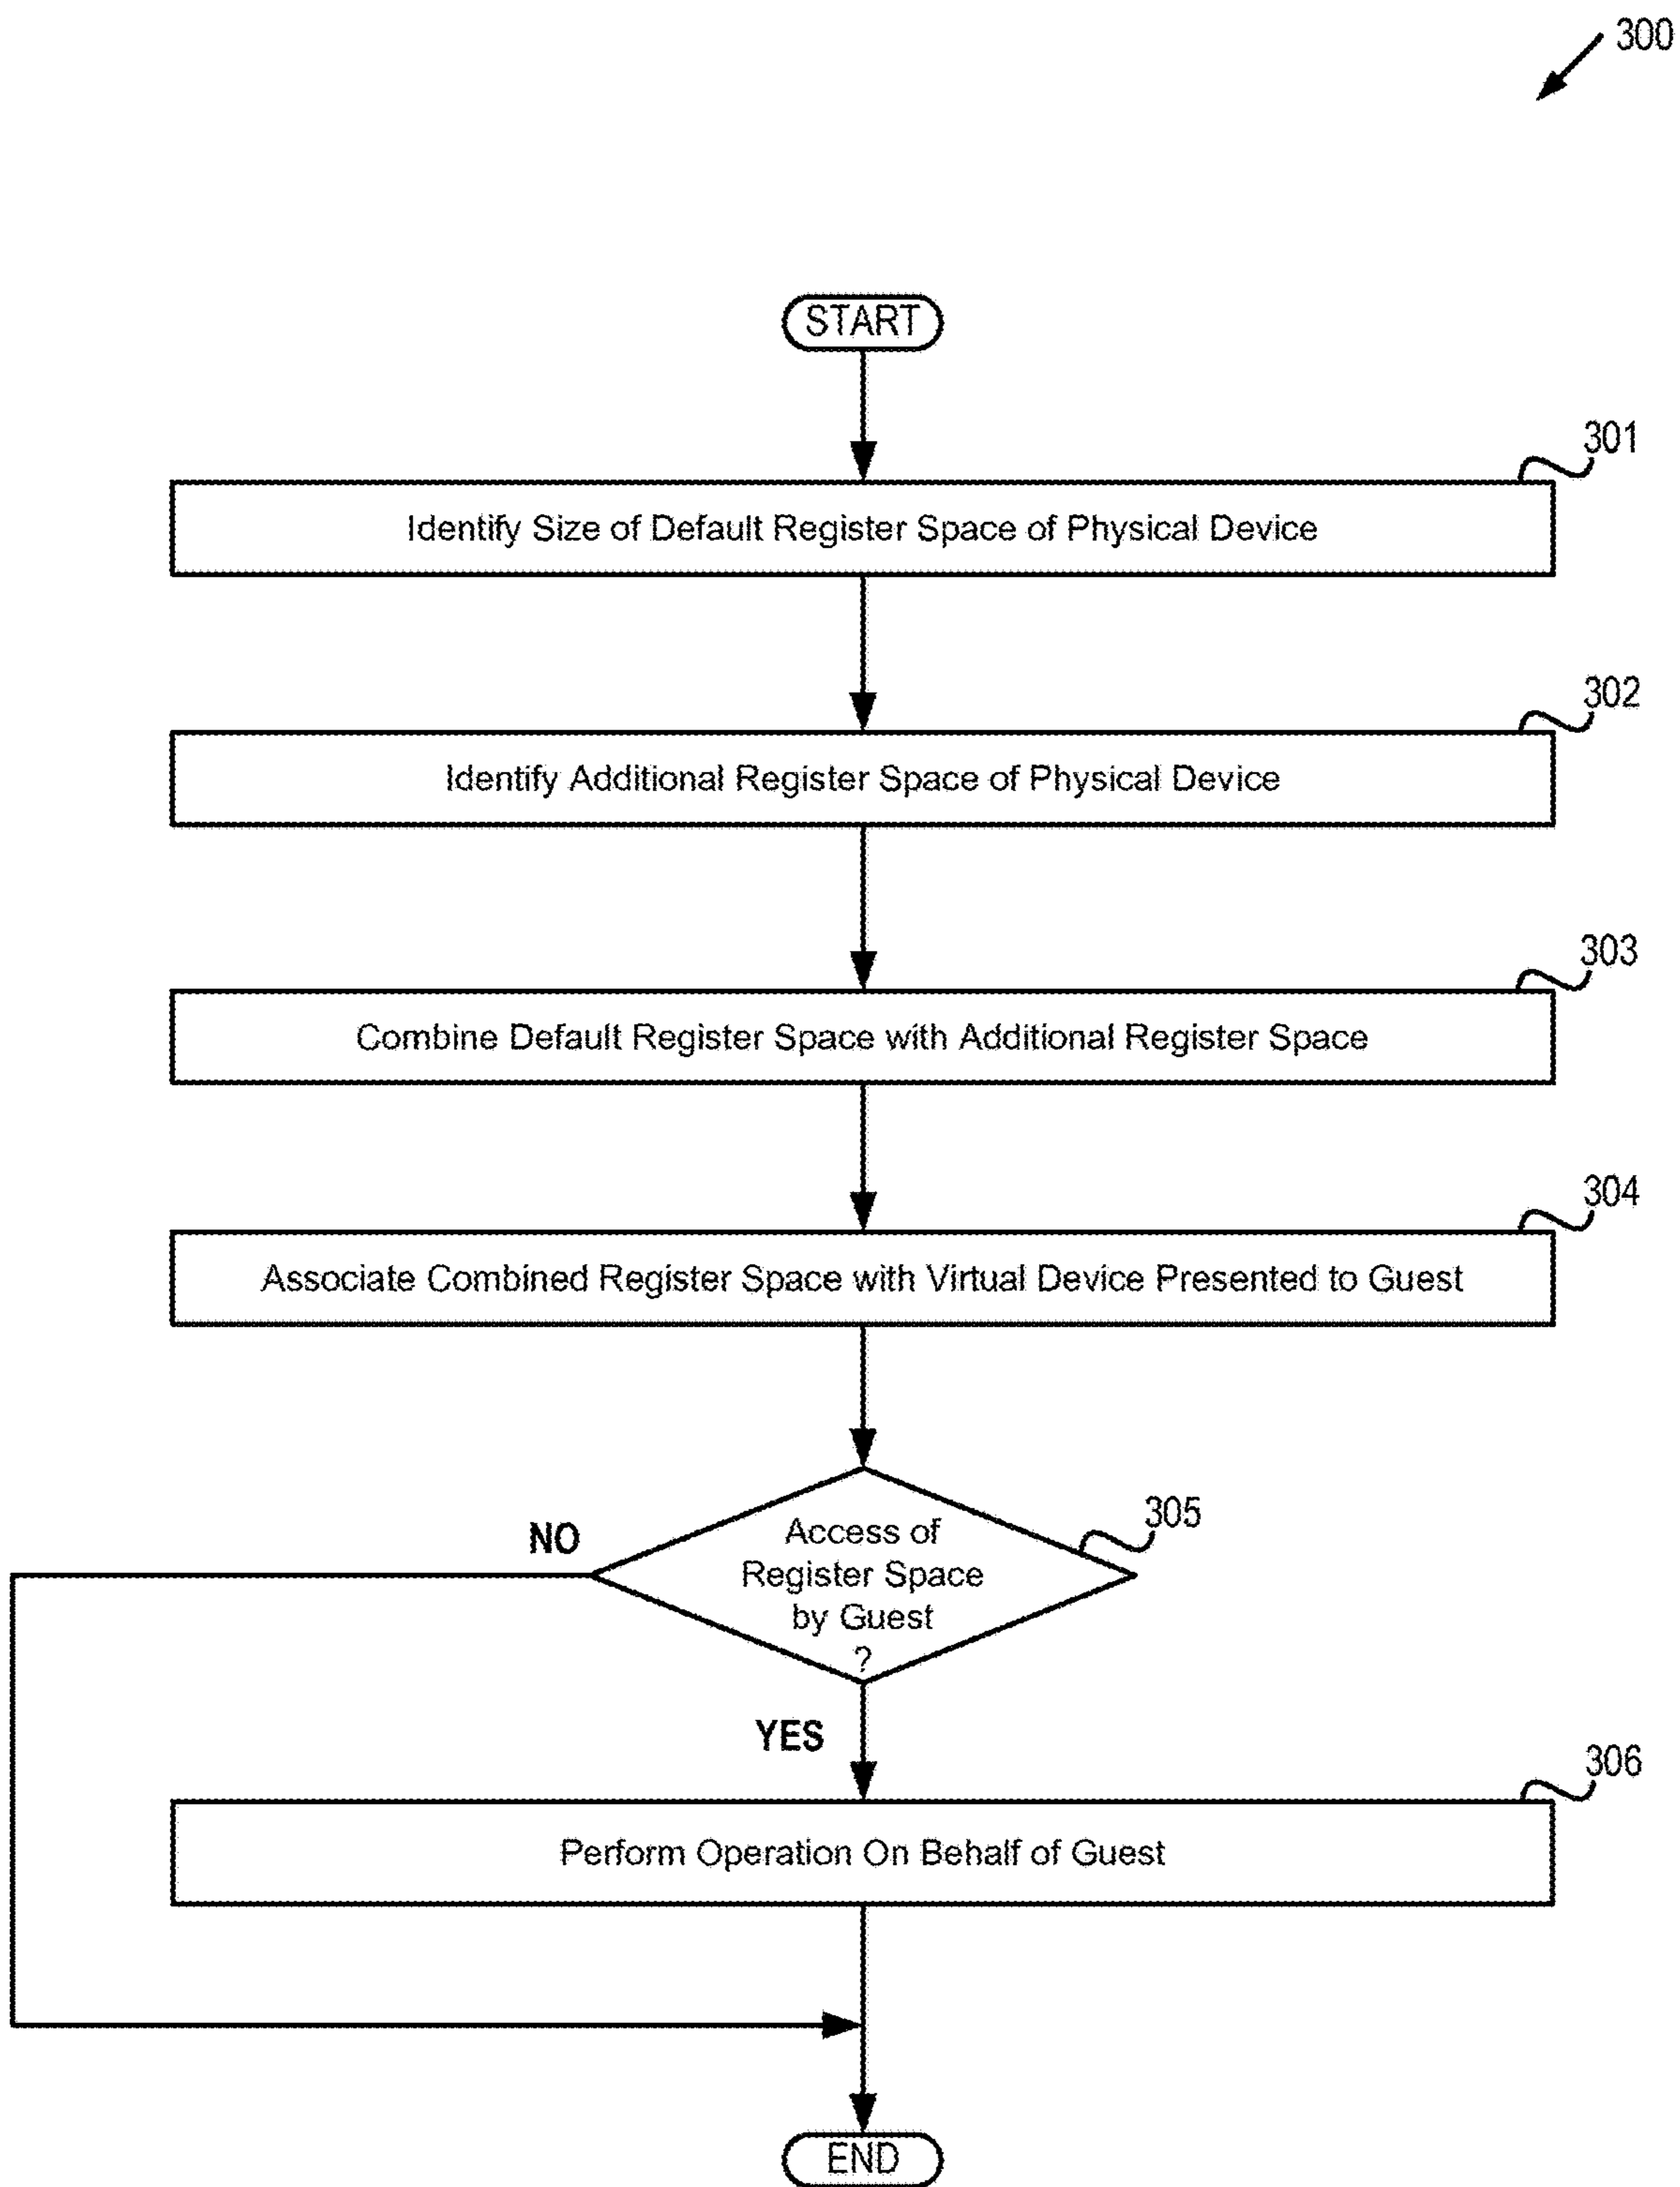 300
START
301
Identify Size of Default Register Space of Physical Device
302
Identify Additional Register Space of Physical Device
303
Combine Default Register Space with Additional Register Space
304
Associate Combined Register Space with Virtual Device Presented to Guest
305
NO
Access of
Register Space
by Guest
?
YES
306
Perform Operation On Behalf of Guest
END